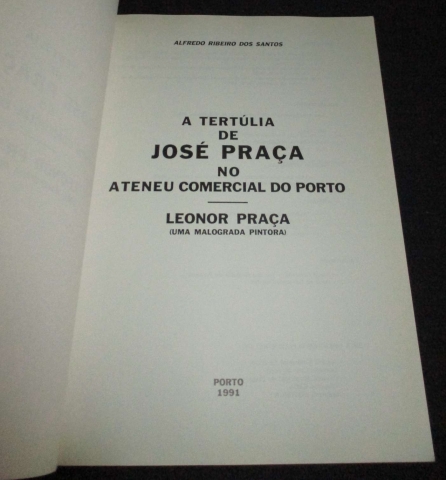 ALFREDO RIBEIRO DOS SANTOS
A TERTÚLIA
DE
JOSÉ PRAÇA
NO
ATENEU COMERCIAL DO PORTO
LEONOR PRAÇA
(UMA MALOGRADA PINTORA)
PORTO
1991